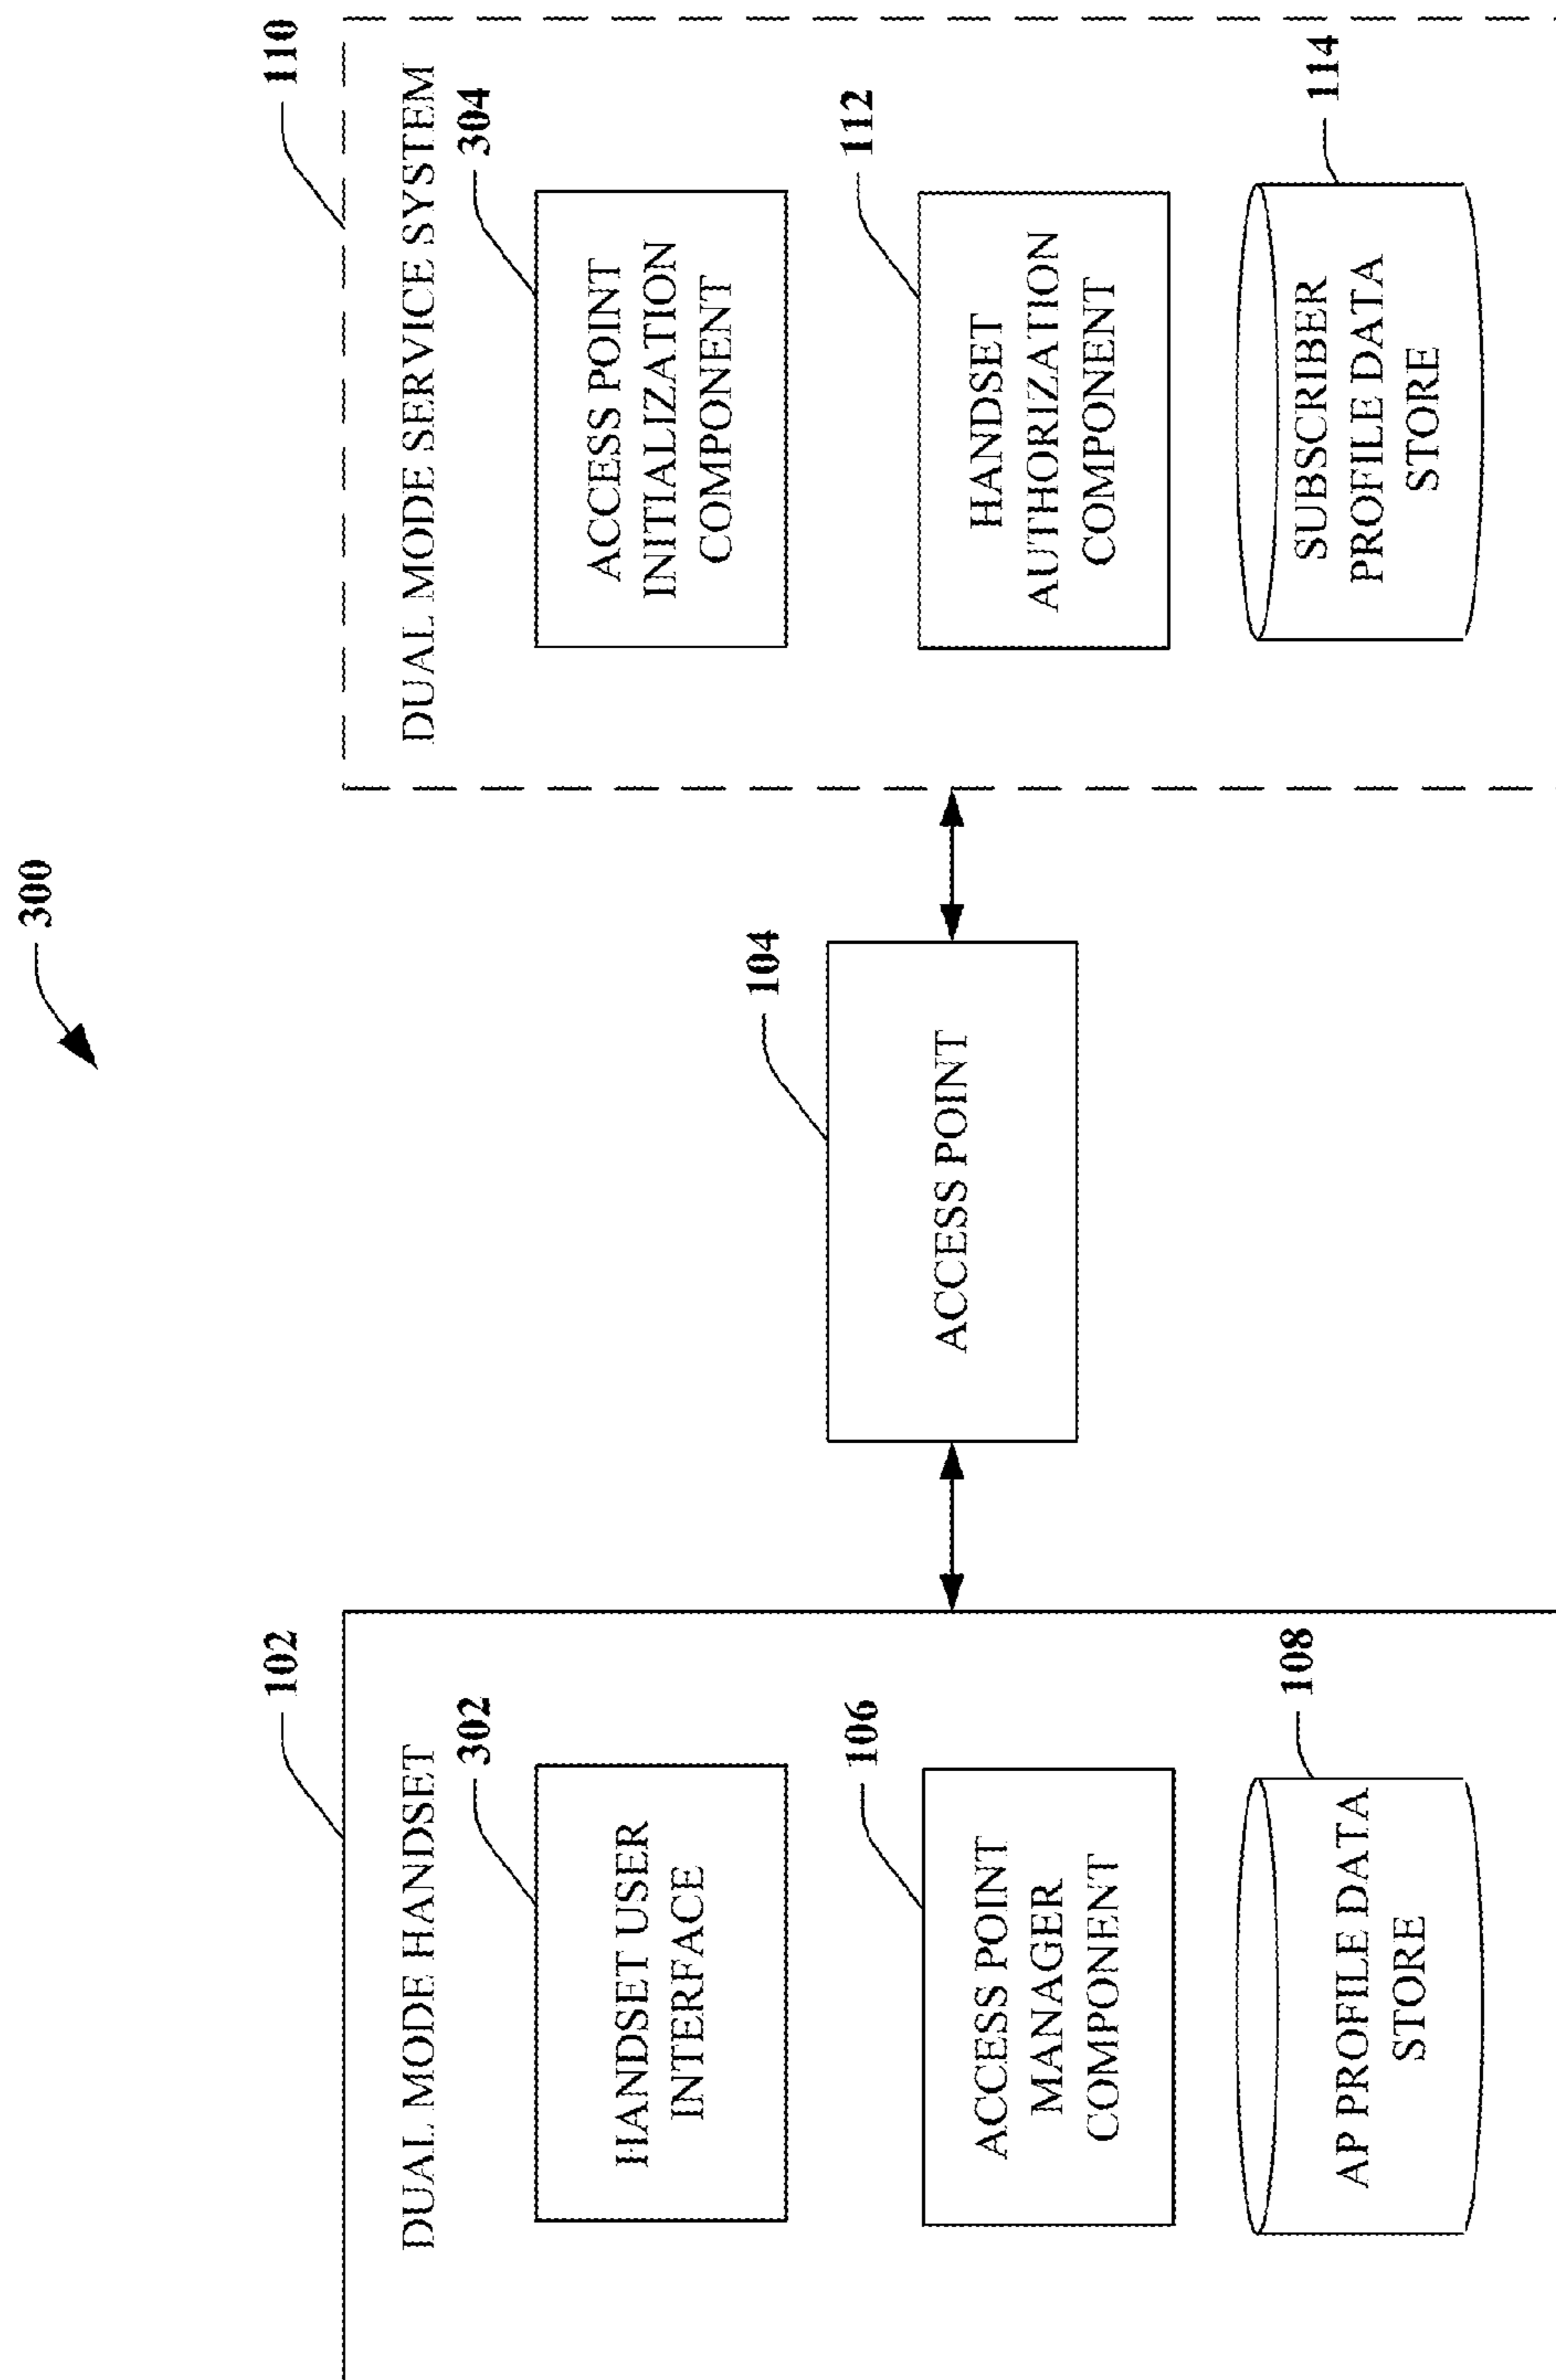 300
102
DUAL MODE HANDSET
302
HANDSET USER
INTERFACE
106
ACCESS POINT
MANAGER
COMPONENT
108
AP PROFILE DATA
STORE
104
ACCESS POINT
110
DUAL MODE SERVICE SYSTEM
304
ACCESS POINT
INITIALIZATION
COMPONENT
112
HANDSET
AUTHORIZATION
COMPONENT
114
SUBSCRIBER
PROFILE DATA
STORE